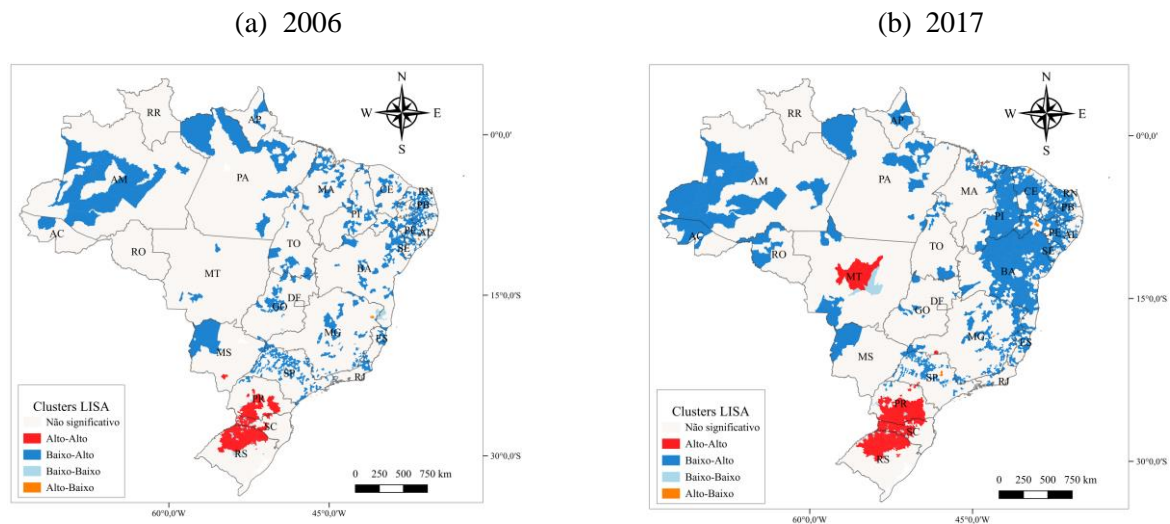 (a) 2006
N
W E
S
RR
AP
0°0,0'
AM
PA
MA
CE
RN
PB
PI
PE
AL
AC
SE
TO
RO
BA
MT
DF
15°0,0'S
GO
MG
ES
MS
SP
RJ
PR
SC
RS
Clusters LISA
Não significativo
Alto-Alto
Baixo-Alto
Baixo-Baixo
Alto-Baixo
0 250 500 750 km
30°0,0'S
60°0,0'W 45°0,0'W
(b) 2017
N
W E
S
RR
AP
0°0,0'
AM
PA
MA
CE
RN
PB
PI
PE
AL
AC
SE
TO
RO
BA
MT
DF
15°0,0'S
GO
MG
ES
MS
SP
RJ
PR
SC
RS
Clusters LISA
Não significativo
Alto-Alto
Baixo-Alto
Baixo-Baixo
Alto-Baixo
0 250 500 750 km
30°0,0'S
60°0,0'W 45°0,0'W